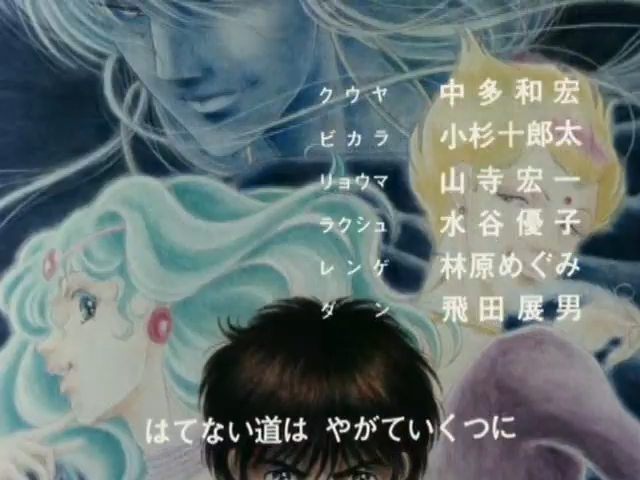 クウヤ 中多和宏
ビカラ 小杉十郎太
リョウマ 山寺宏一
ラクシュ 水谷優子
レンゲ 林原めぐみ
ダン 飛田展男
はてない道は やがていくつに